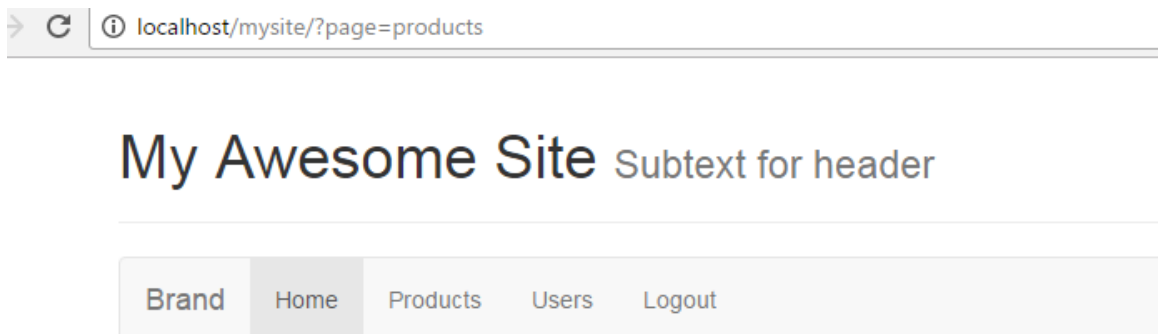 localhost/mysite/?page=products
My Awesome Site Subtext for header
Brand Home Products Users Logout